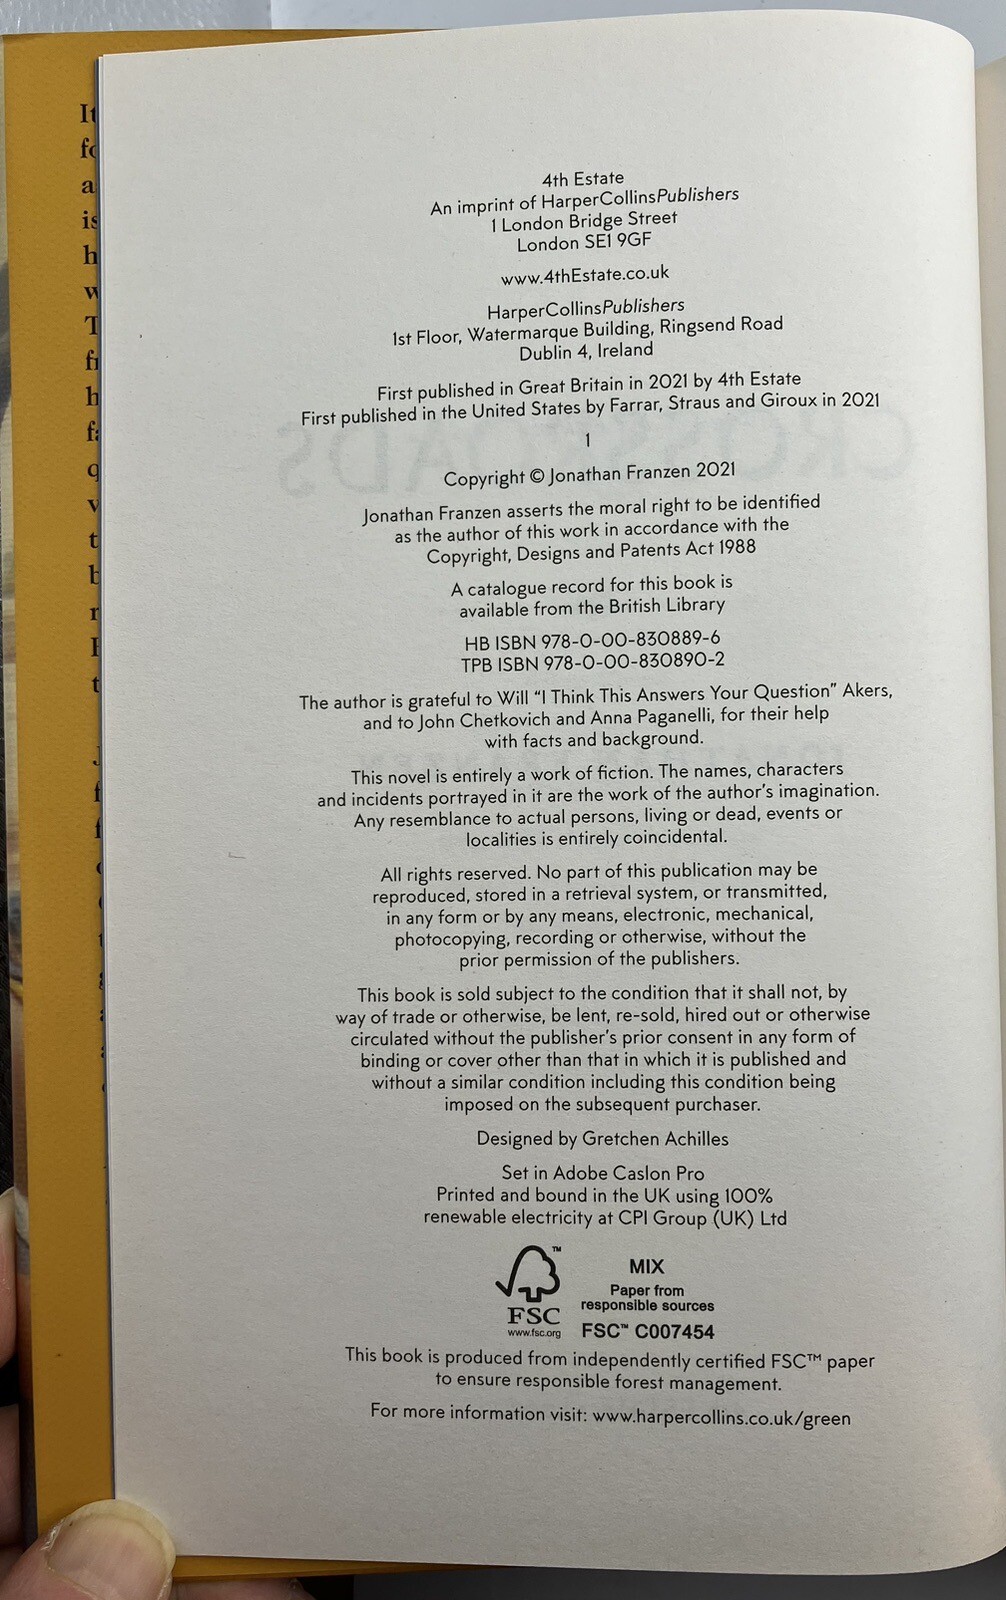 4th Estate
An imprint of HarperCollinsPublishers
1 London Bridge Street
London SE1 9GF
www.4thEstate.co.uk
HarperCollinsPublishers
1st Floor, Watermarque Building, Ringsend Road
Dublin 4, Ireland
First published in Great Britain in 2021 by 4th Estate
First published in the United States by Farrar, Straus and Giroux in 2021
1
Copyright © Jonathan Franzen 2021
Jonathan Franzen asserts the moral right to be identified
as the author of this work in accordance with the
Copyright, Designs and Patents Act 1988
A catalogue record for this book is
available from the British Library
HB ISBN 978-0-00-830889-6
TPB ISBN 978-0-00-830890-2
The author is grateful to Will “I Think This Answers Your Question” Akers,
and to John Chetkovich and Anna Paganelli, for their help
with facts and background.
This novel is entirely a work of fiction. The names, characters
and incidents portrayed in it are the work of the author’s imagination.
Any resemblance to actual persons, living or dead, events or
localities is entirely coincidental.
All rights reserved. No part of this publication may be
reproduced, stored in a retrieval system, or transmitted,
in any form or by any means, electronic, mechanical,
photocopying, recording or otherwise, without the
prior permission of the publishers.
This book is sold subject to the condition that it shall not, by
way of trade or otherwise, be lent, re-sold, hired out or otherwise
circulated without the publisher’s prior consent in any form of
binding or cover other than that in which it is published and
without a similar condition including this condition being
imposed on the subsequent purchaser.
Designed by Gretchen Achilles
Set in Adobe Caslon Pro
Printed and bound in the UK using 100%
renewable electricity at CPI Group (UK) Ltd
™
FSC
www.fsc.org
MIX
Paper from
responsible sources
FSC™ C007454
This book is produced from independently certified FSC™ paper
to ensure responsible forest management.
For more information visit: www.harpercollins.co.uk/green